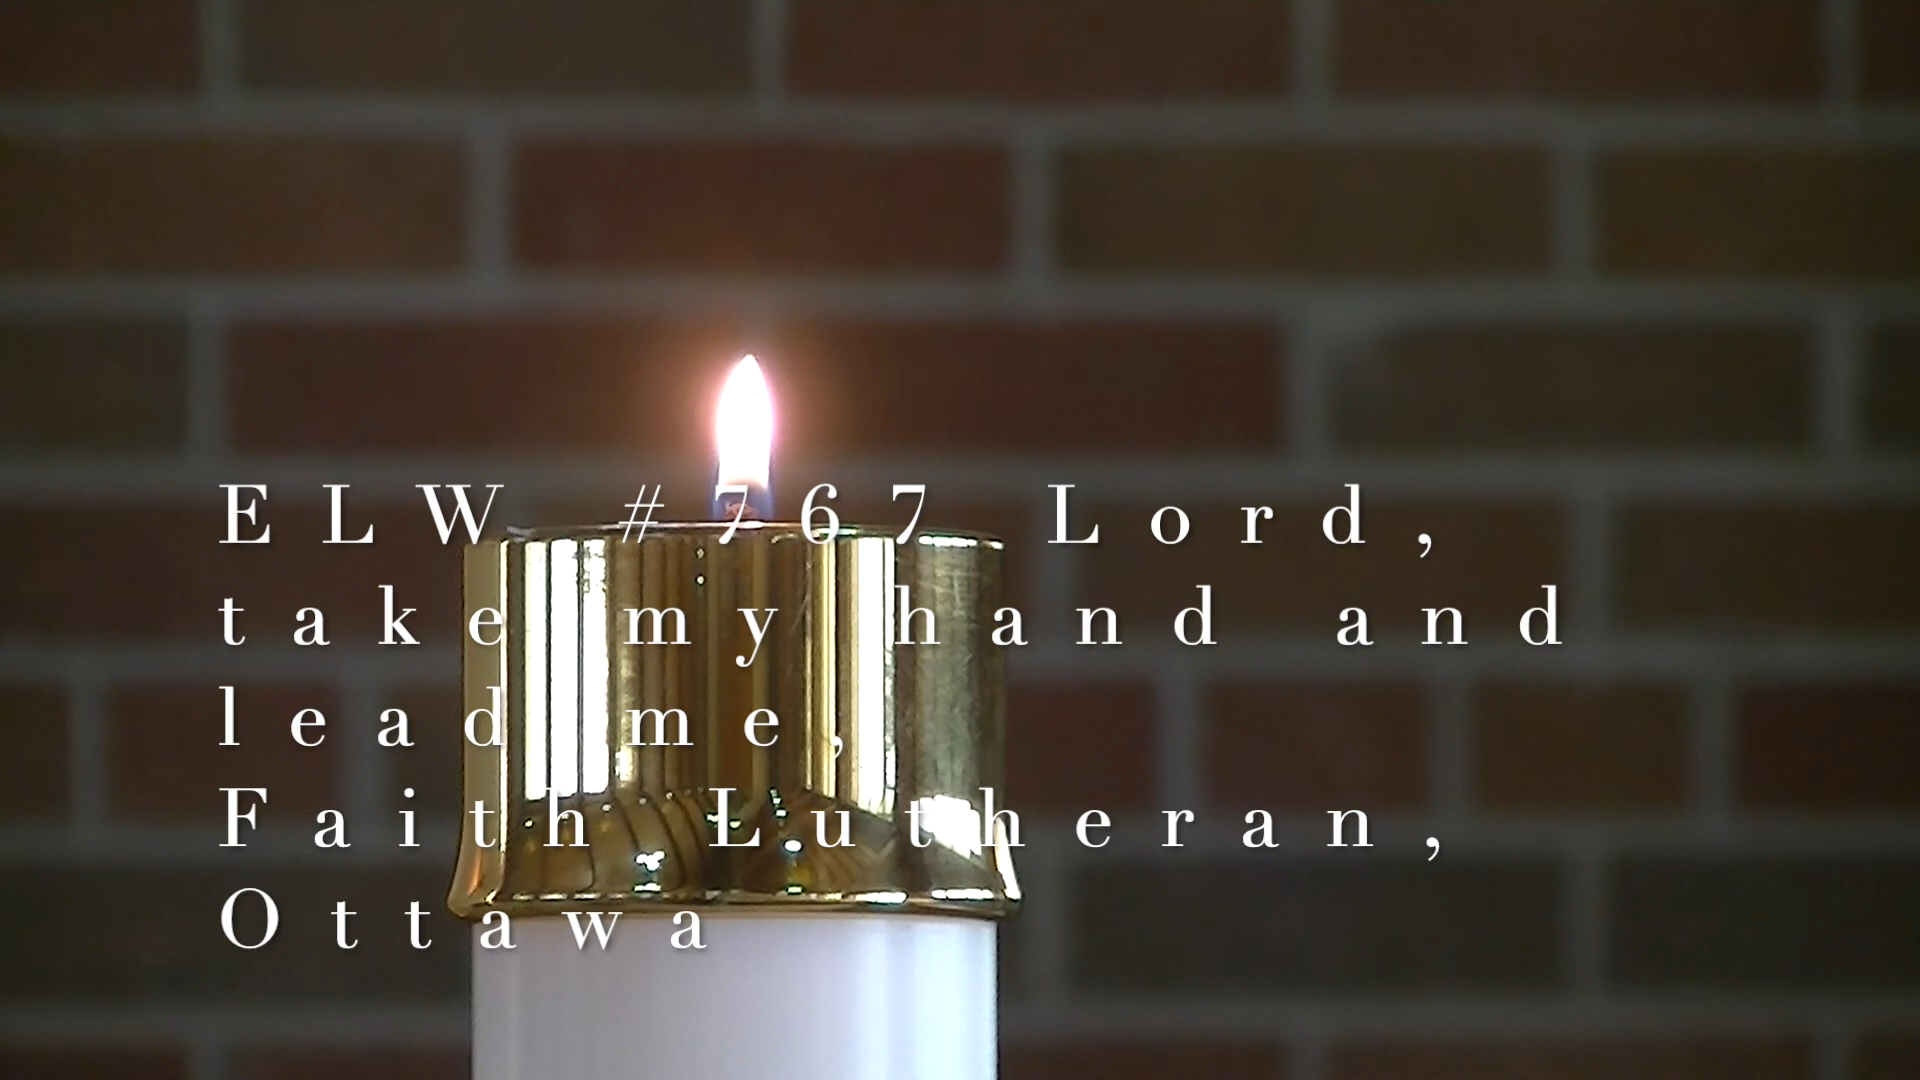 ELW #767 Lord,
take my hand and
lead me,
Faith Lutheran,
Ottawa